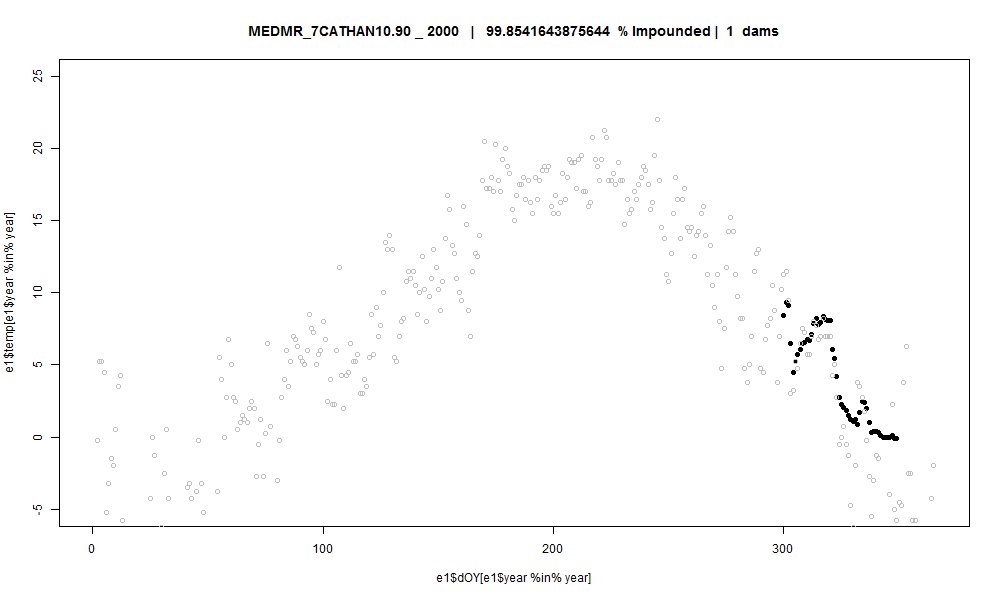 MEDMR_7CATHAN10.90 _ 2000 | 99.8541643875644 % Impounded | 1 dams
25
20
15
10
5
0
-5
e1$temp[e1$year %in% year]
0 100 200 300
e1$dOY[e1$year %in% year]